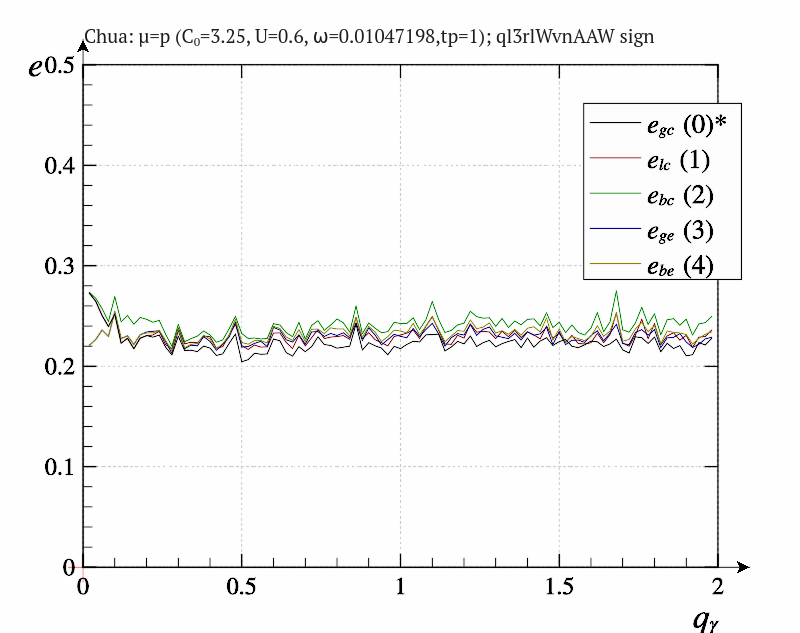 Chua: μ=p (C₀=3.25, U=0.6, ω=0.01047198,tp=1); ql3rlWvnAAW sign
e
0.5
e_gc (0)*
e_lc (1)
e_bc (2)
e_ge (3)
e_be (4)
0.4
0.3
0.2
0.1
0
0 0.5 1 1.5 2
q_γ